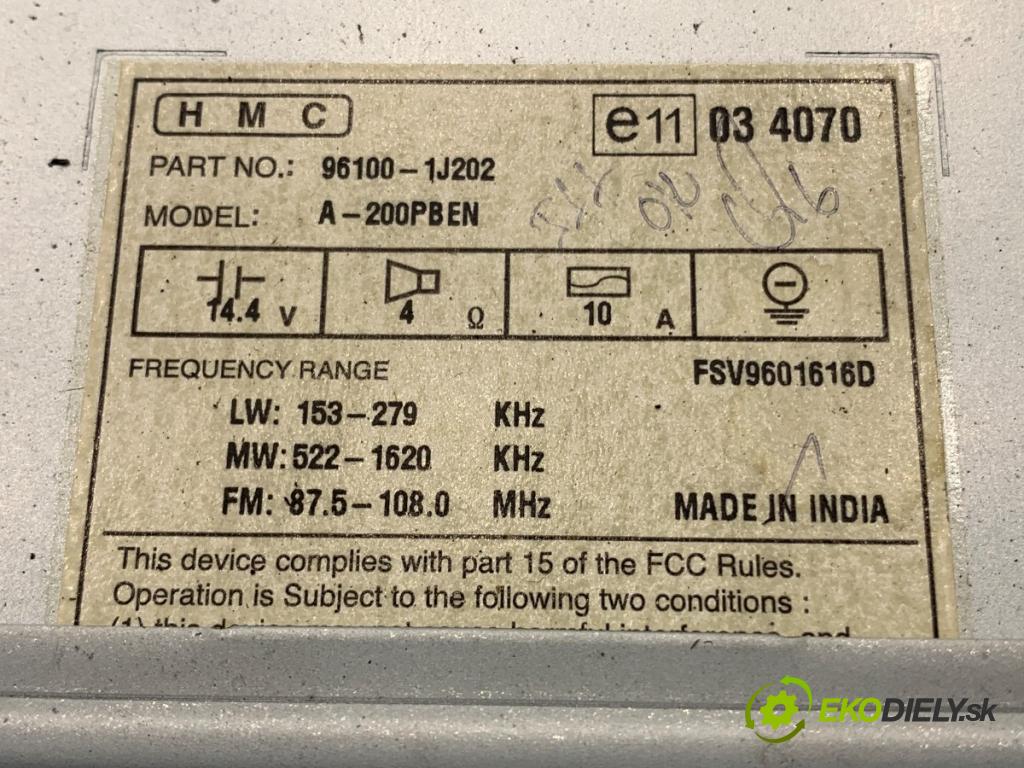 HMC
e11 03 4070
PART NO.: 96100-1J202
MODEL: A-200PBEN
14.4 V 4 Ω 10 A
FREQUENCY RANGE FSV9601616D
LW: 153-279 KHz
MW: 522-1620 KHz
FM: 87.5-108.0 MHz
MADE IN INDIA
This device complies with part 15 of the FCC Rules.
Operation is Subject to the following two conditions :
EKODIELY.sk